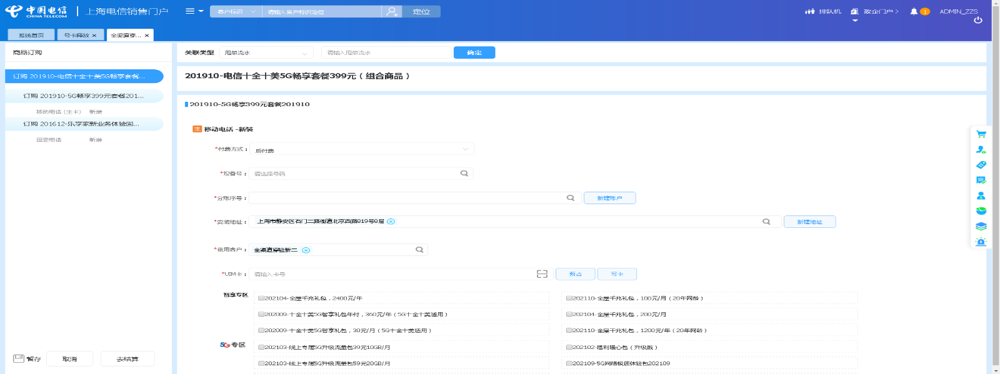 中国电信 CHINA TELECOM 上海电信销售门户 客户标识 请输入客户标识定位 定位 排队机 政企门户 1 ADMIN_ZZS
系统首页 号卡释放 × 全渠道寮... ×
商品订购
订购 201910-电信十全十美5G畅享套餐...
订购 201910-5G畅享399元套餐201...
移动电话(主卡) 新装
订购 201612-乐享家新业务体验固...
固定电话 新装
暂存 取消 去结算
关联类型 甩单流水 请输入甩单流水 确定
201910-电信十全十美5G畅享套餐399元（组合商品）
201910-5G畅享399元套餐201910
主 移动电话 -新装
*付费方式： 后付费
*设备号： 请选择号码
*分账序号： 新建账户
*安装地址： 上海市静安区石门二路街道北京西路819号8层 新建地址
*使用客户： 全渠道寮验新二
*UIM卡： 请输入卡号 预占 写卡
智享专区
202104-全屋千兆礼包，2400元/年
202110-全屋千兆礼包，100元/月（20年网龄）
202009-十全十美5G智享礼包年付，360元/年（5G十全十美适用）
202104-全屋千兆礼包，200元/月
202009-十全十美5G智享礼包，30元/月（5G十全十美适用）
202110-全屋千兆礼包，1200元/年（20年网龄）
5G专区
202103-线上专属5G升级流量包39元10GB/月
202102-福利暖心包（升级版）
202103-线上专属5G升级流量包59元20GB/月
202109-5G网络极速体验包202109